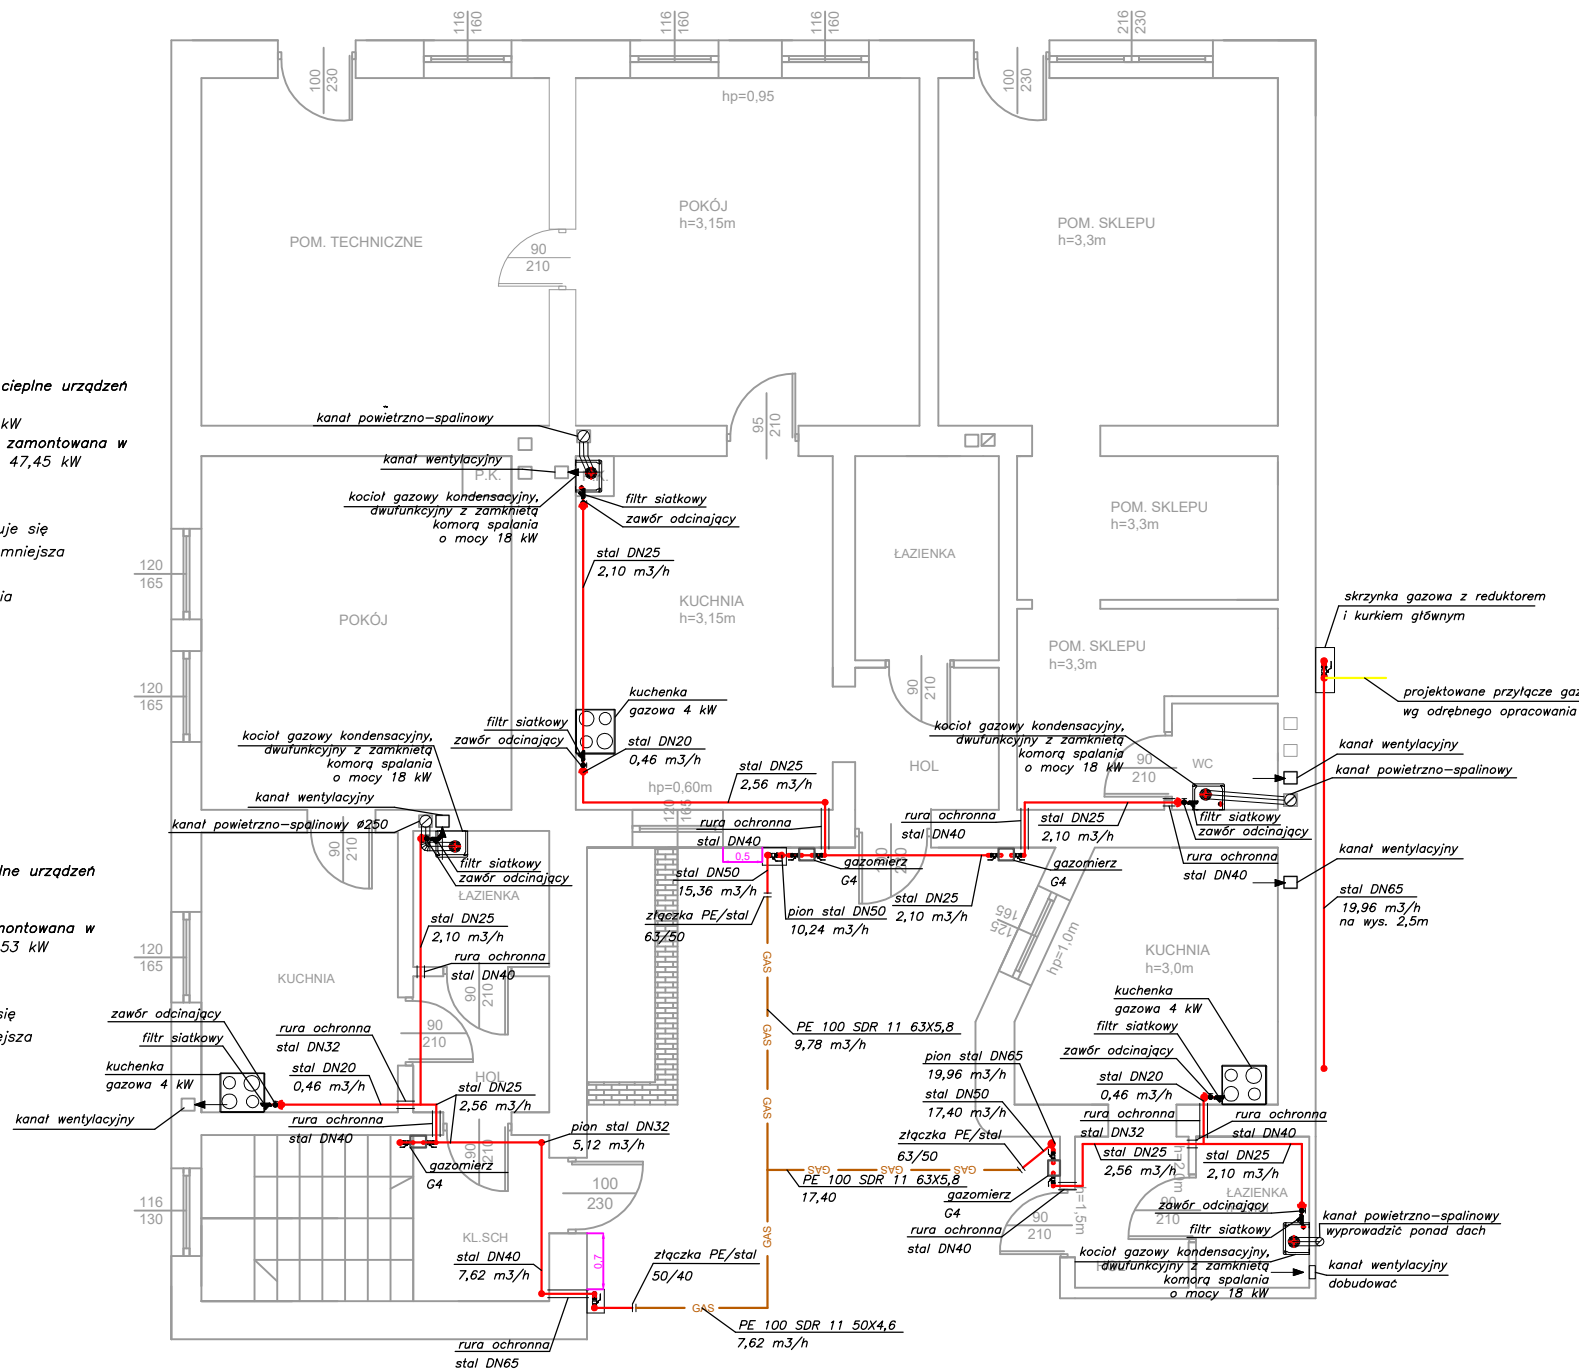 116
160
116
160
116
160
216
230
100
230
100
230
hp=0,95
POKÓJ
h=3,15m
POM. SKLEPU
h=3,3m
POM. TECHNICZNE
90
210
cieplne urządzeń
kW
zamontowana w
47,45 kW
kanał powietrzno-spalinowy
95
210
kanał wentylacyjny
P.K.
kocioł gazowy kondensacyjny,
dwufunkcyjny z zamkniętą
komorą spalania
o mocy 18 kW
filtr siatkowy
zawór odcinający
POM. SKLEPU
h=3,3m
uje się
mniejsza
stal DN25
2,10 m3/h
ŁAZIENKA
120
165
nia
KUCHNIA
h=3,15m
skrzynka gazowa z reduktorem
i kurkiem głównym
POKÓJ
POM. SKLEPU
h=3,3m
120
165
90
210
kuchenka
gazowa 4 kW
projektowane przyłącze gaz
wg odrębnego opracowania
filtr siatkowy
zawór odcinający
kocioł gazowy kondensacyjny,
dwufunkcyjny z zamkniętą
komorą spalania
o mocy 18 kW
stal DN20
0,46 m3/h
kocioł gazowy kondensacyjny,
dwufunkcyjny z zamkniętą
komorą spalania
o mocy 18 kW
kanał wentylacyjny
WC
90
210
HOL
stal DN25
2,56 m3/h
kanał powietrzno-spalinowy
hp=0,60m
120
165
kanał wentylacyjny
kanał powietrzno-spalinowy ø250
rura ochronna
stal DN40
rura ochronna
stal DN40
stal DN25
2,10 m3/h
filtr siatkowy
zawór odcinający
90
210
kanał wentylacyjny
rura ochronna
stal DN40
0,5
gazomierz
G4
gazomierz
G4
filtr siatkowy
zawór odcinający
lne urządzeń
ŁAZIENKA
stal DN50
15,36 m3/h
stal DN25
2,10 m3/h
stal DN65
19,96 m3/h
na wys. 2,5m
złączka PE/stal
63/50
pion stal DN50
10,24 m3/h
125
165
hp=1,0m
montowana w
53 kW
stal DN25
2,10 m3/h
KUCHNIA
h=3,0m
120
165
rura ochronna
stal DN40
GAS
KUCHNIA
90
210
kuchenka
gazowa 4 kW
zawór odcinający
filtr siatkowy
się
ejsza
rura ochronna
stal DN32
90
210
GAS
PE 100 SDR 11 63X5,8
9,78 m3/h
filtr siatkowy
zawór odcinający
pion stal DN65
19,96 m3/h
kuchenka
gazowa 4 kW
stal DN20
0,46 m3/h
HOL
stal DN25
2,56 m3/h
stal DN20
0,46 m3/h
stal DN50
17,40 m3/h
GAS
kanał wentylacyjny
rura ochronna
stal DN40
rura ochronna
stal DN32
rura ochronna
stal DN40
pion stal DN32
5,12 m3/h
złączka PE/stal
63/50
90
210
gazomierz
G4
stal DN25
2,56 m3/h
stal DN25
2,10 m3/h
h=2,0m
GAS
GAS
GAS
PE 100 SDR 11 63X5,8
17,40
100
230
116
130
gazomierz
G4
h=1,5m
ŁAZIENKA
zawór odcinający
90
210
90
210
filtr siatkowy
kanał powietrzno-spalinowy
wyprowadzić ponad dach
rura ochronna
stal DN40
KL.SCH
GAS
stal DN40
7,62 m3/h
0,7
złączka PE/stal
50/40
kocioł gazowy kondensacyjny,
dwufunkcyjny z zamkniętą
komorą spalania
o mocy 18 kW
kanał wentylacyjny
dobudować
GAS
PE 100 SDR 11 50X4,6
7,62 m3/h
rura ochronna
stal DN65